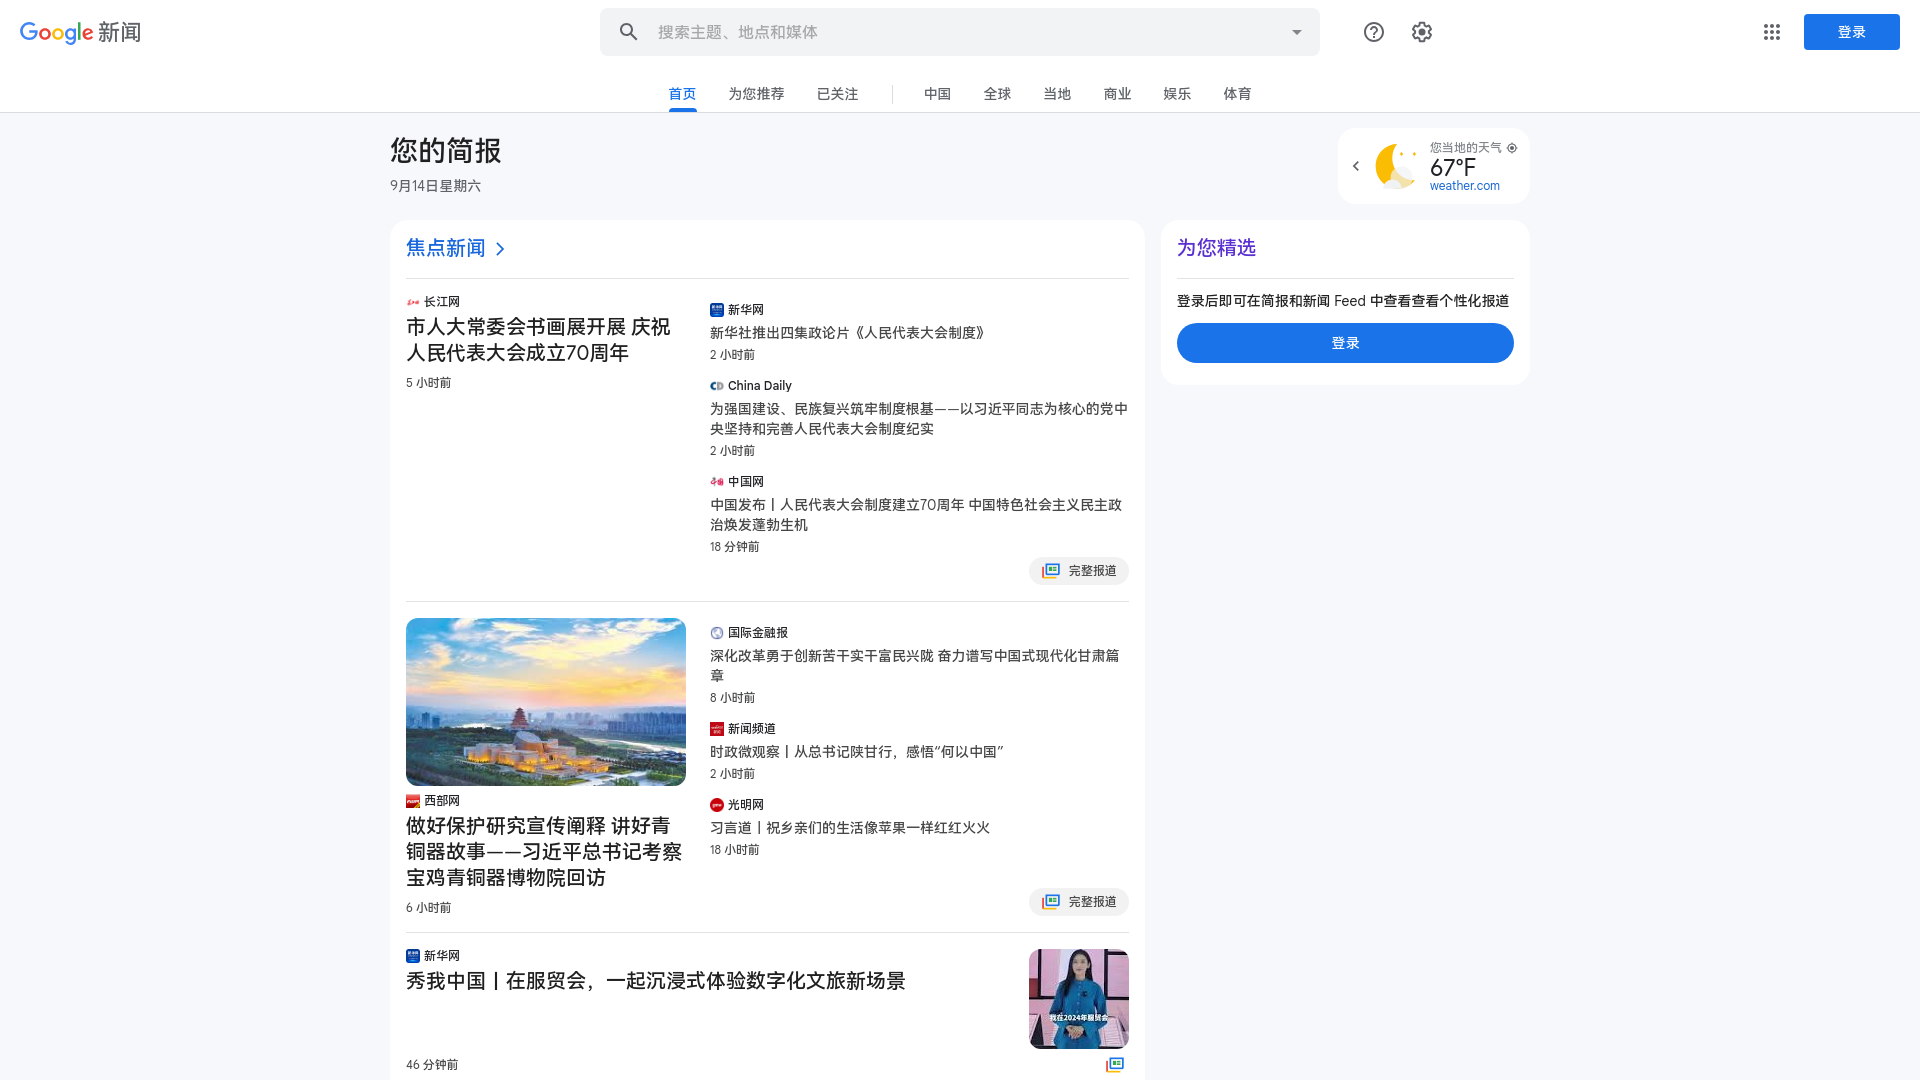 Google 新闻
搜索主题、地点和媒体
登录
首页
为您推荐
已关注
中国
全球
当地
商业
娱乐
体育
您的简报
9月14日星期六
您当地的天气
67°F
weather.com
焦点新闻
长江网
市人大常委会书画展开展 庆祝
人民代表大会成立70周年
5 小时前
新华网
新华社推出四集政论片《人民代表大会制度》
2 小时前
China Daily
为强国建设、民族复兴筑牢制度根基——以习近平同志为核心的党中
央坚持和完善人民代表大会制度纪实
2 小时前
中国网
中国发布丨人民代表大会制度建立70周年 中国特色社会主义民主政
治焕发蓬勃生机
18 分钟前
完整报道
西部网
做好保护研究宣传阐释 讲好青
铜器故事——习近平总书记考察
宝鸡青铜器博物院回访
6 小时前
国际金融报
深化改革勇于创新苦干实干富民兴陇 奋力谱写中国式现代化甘肃篇
章
8 小时前
新闻频道
时政微观察丨从总书记陕甘行，感悟“何以中国”
2 小时前
光明网
习言道丨祝乡亲们的生活像苹果一样红红火火
18 小时前
完整报道
新华网
秀我中国丨在服贸会，一起沉浸式体验数字化文旅新场景
46 分钟前
我在2024年服贸会
为您精选
登录后即可在简报和新闻 Feed 中查看查看个性化报道
登录